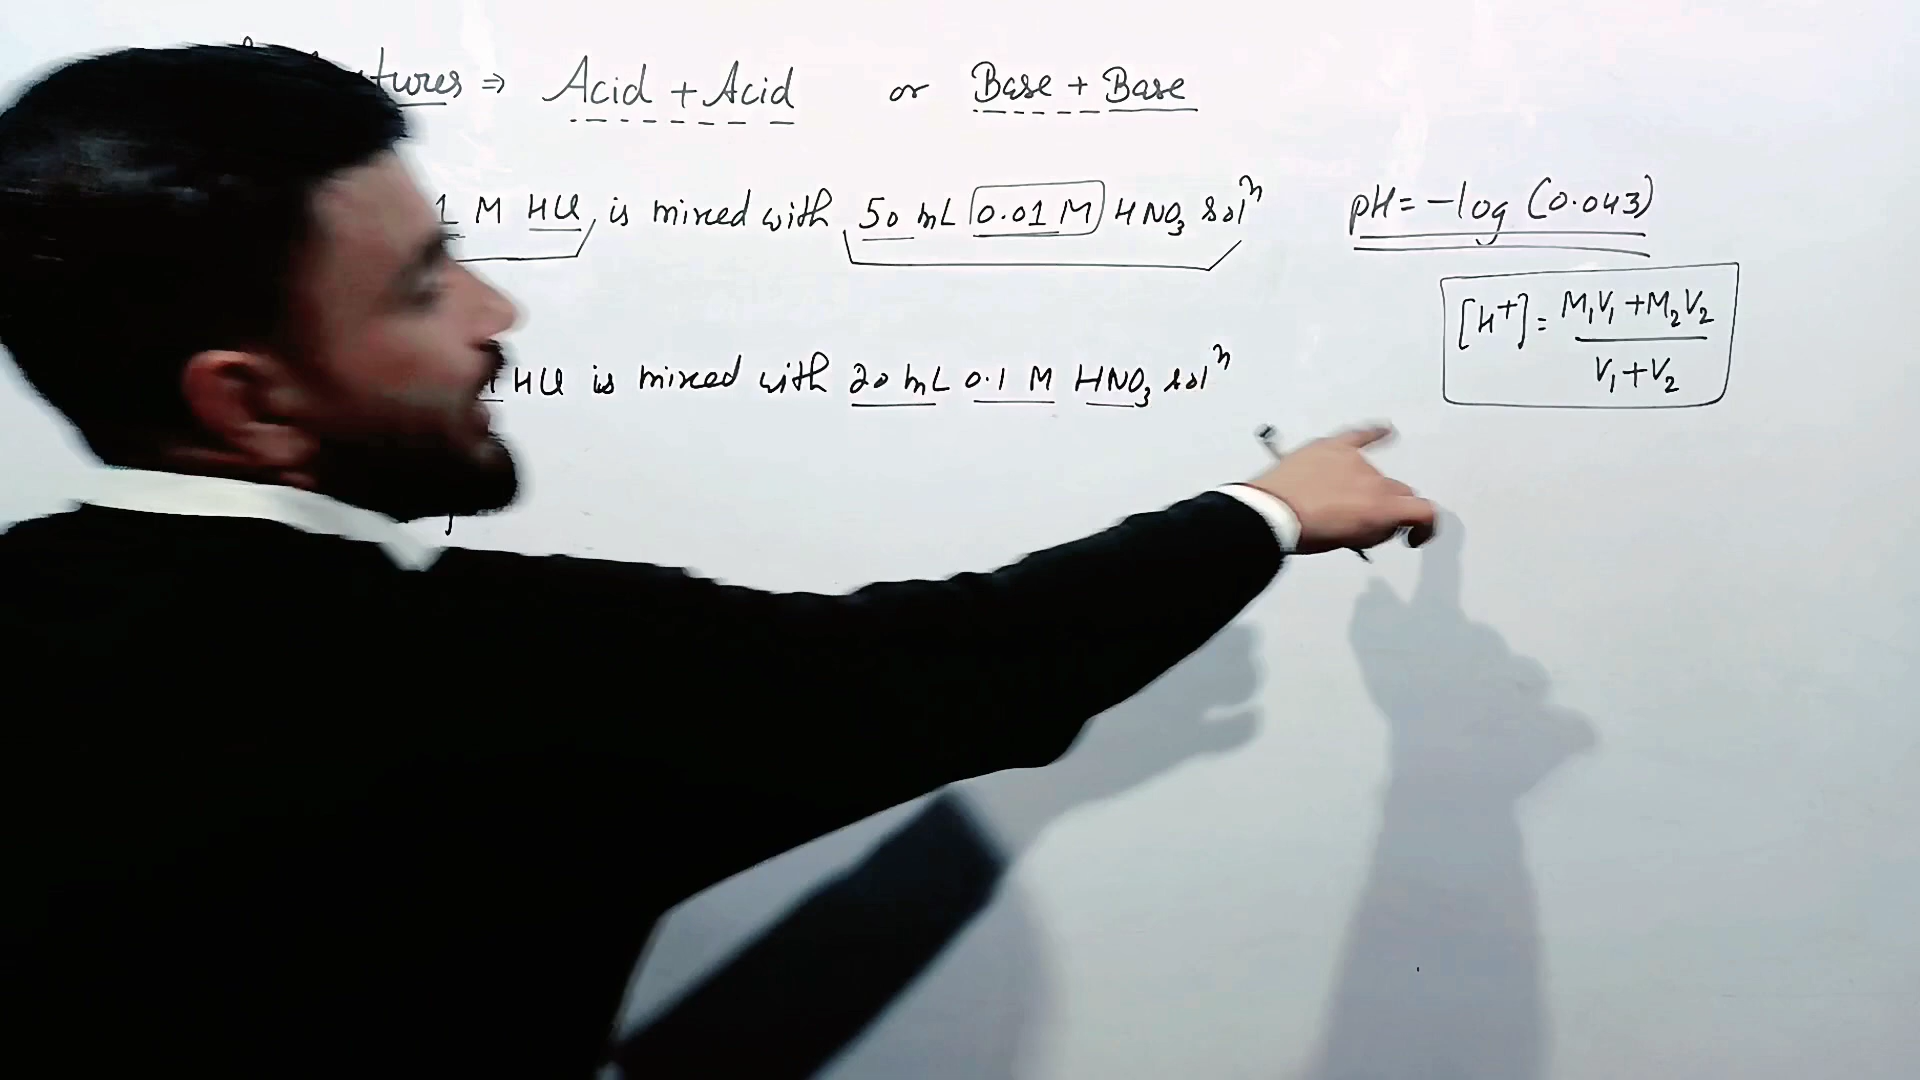 tures ⇒ Acid + Acid or Base + Base
1 M HCl, is mixed with 50 mL 0.01 M HNO₃ solⁿ
pH = -log (0.043)
[H⁺] = M₁V₁ + M₂V₂
V₁ + V₂
HCl is mixed with 20 mL 0.1 M HNO₃ solⁿ